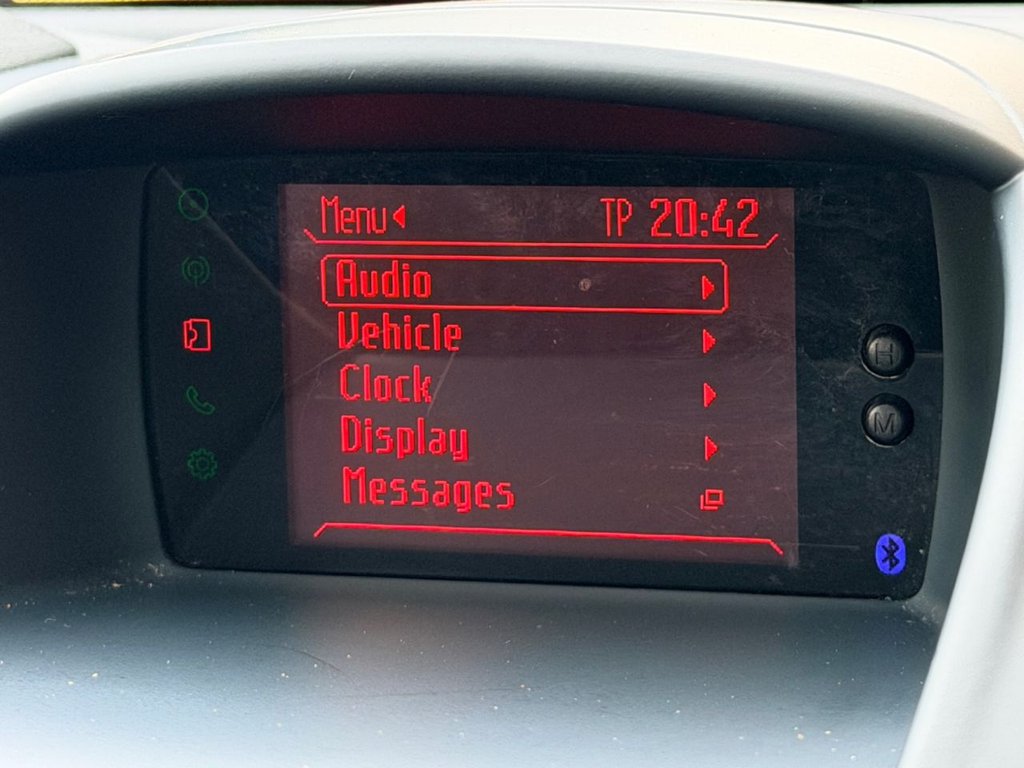 Menu
TP 20:42
Audio
Vehicle
Clock
Display
Messages
H
M